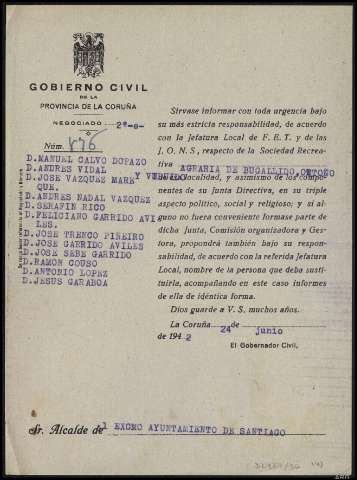 GOBIERNO CIVIL
DE LA
PROVINCIA DE LA CORUÑA
NEGOCIADO 2º-o-
Núm. 876
D. MANUEL CALVO DOPAZO
D. ANDRES VIDAL
D. JOSE VAZQUEZ MARE
QUE.
D. ANDRES NADAL VAZQUEZ
D. SERAFIN RICO
D. FELICIANO GARRIDO AVI
LES.
D. JOSE TRENCO PIÑEIRO
D. JOSE GARRIDO AVILES
D. JOSE SEBE GARRIDO
D. RAMON COUSO
D. ANTONIO LOPEZ
D. JESUS GARABOA
Sírvase informar con toda urgencia bajo
su más estricta responsabilidad, de acuerdo
con la Jefatura Local de F. E. T. y de las
J. O. N. S., respecto de la Sociedad Recrea-
tiva AGRARIA DE BUGALLIDO, ORTOÑO
Y de esa localidad, y asimismo de los compo-
nentes de su Junta Directiva, en su triple
aspecto político, social y religioso; y si al-
guno no fuera conveniente formase parte de
dicha Junta, Comisión organizadora y Ges-
tora, propondrá también bajo su respon-
sabilidad, de acuerdo con la referida Jefatura
Local, nombre de la persona que deba susti-
tuirla, acompañando en este caso informes
de ella de idéntica forma.
Dios guarde a V. S. muchos años.
La Coruña 24 de junio
de 1942
El Gobernador Civil,
Sr. Alcalde del EXCMO AYUNTAMIENTO DE SANTIAGO